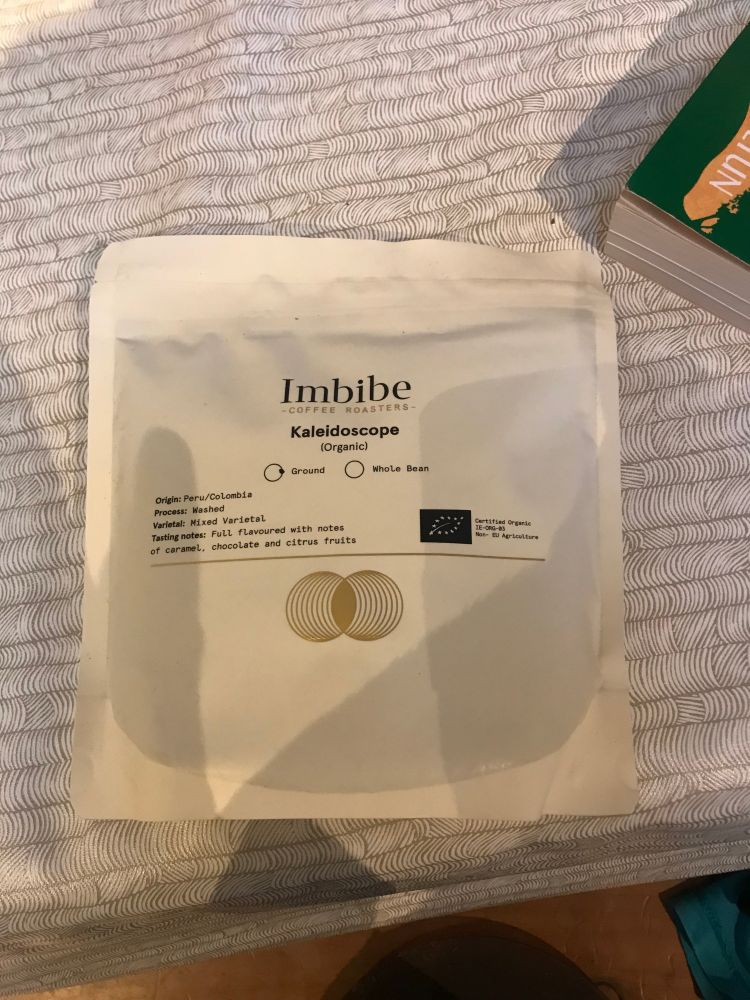 Imbibe
-COFFEE ROASTERS-
Kaleidoscope
(Organic)
Ground
Whole Bean
Origin: Peru/Colombia
Process: Washed
Varietal: Mixed Varietal
Tasting notes: Full flavoured with notes
of caramel, chocolate and citrus fruits
Certified Organic
IE-ORG-03
Non- EU Agriculture